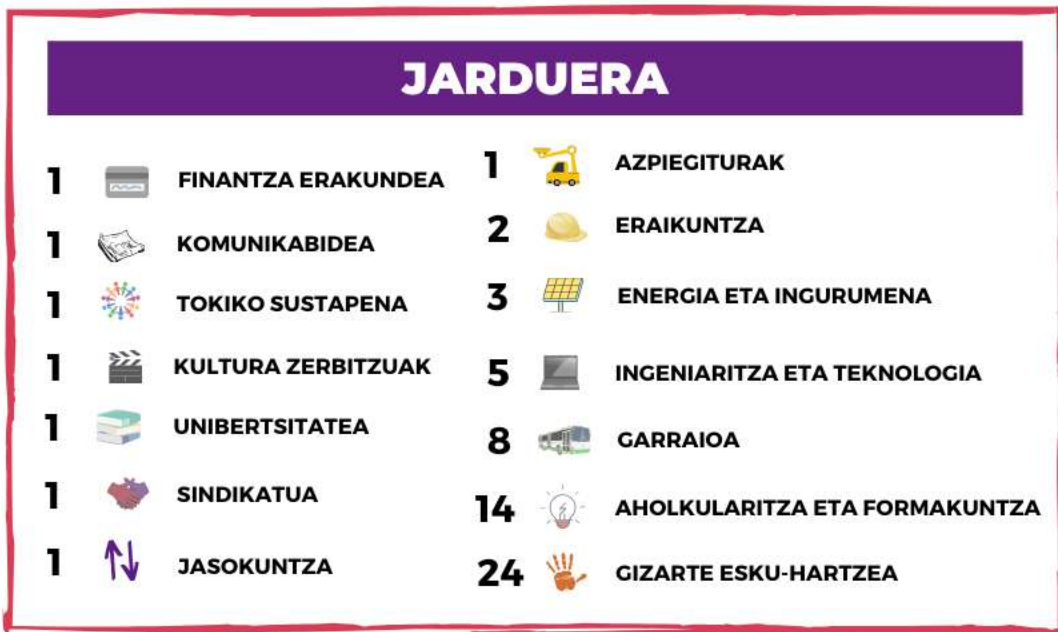 JARDUERA
1 FINANTZA ERAKUNDEA
1 KOMUNIKABIDEA
1 TOKIKO SUSTAPENA
1 KULTURA ZERBITZUAK
1 UNIBERTSITATEA
1 SINDIKATUA
1 JASOKUNTZA
1 AZPIEGITURAK
2 ERAIKUNTZA
3 ENERGIA ETA INGURUMENA
5 INGENIARITZA ETA TEKNOLOGIA
8 GARRAIOA
14 AHOLKULARITZA ETA FORMAKUNTZA
24 GIZARTE ESKU-HARTZEA